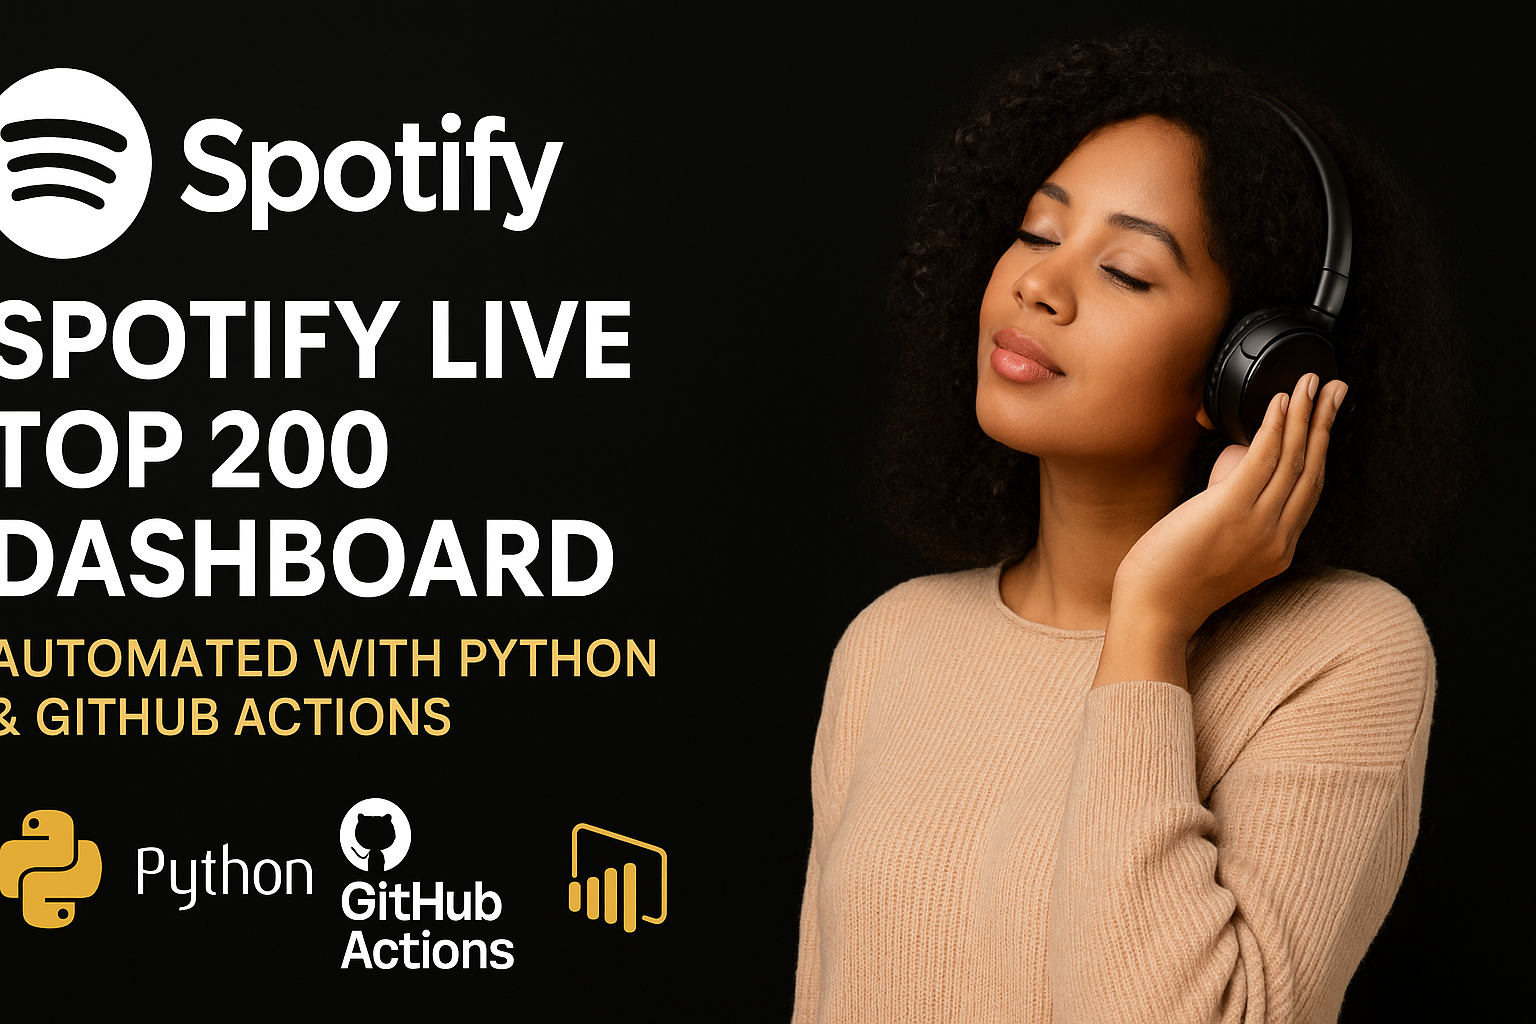 Spotify
SPOTIFY LIVE
TOP 200
DASHBOARD
AUTOMATED WITH PYTHON
& GITHUB ACTIONS
Python
GitHub
Actions